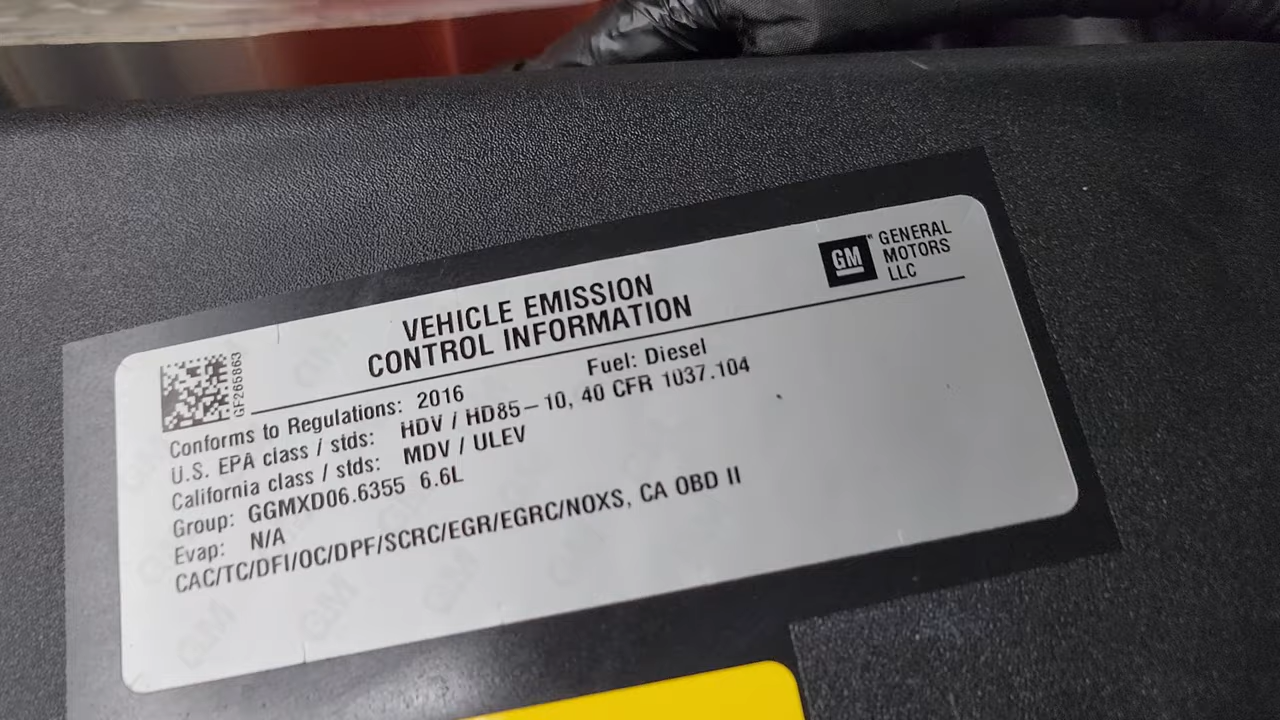 GM
GENERAL
MOTORS
LLC
VEHICLE EMISSION
CONTROL INFORMATION
GF265863
Conforms to Regulations: 2016 Fuel: Diesel
U.S. EPA class / stds: HDV / HD85-10, 40 CFR 1037.104
California class / stds: MDV / ULEV
Group: GGMXD06.6355 6.6L
Evap: N/A
CAC/TC/DFI/OC/DPF/SCRC/EGR/EGRC/NOXS, CA OBD II